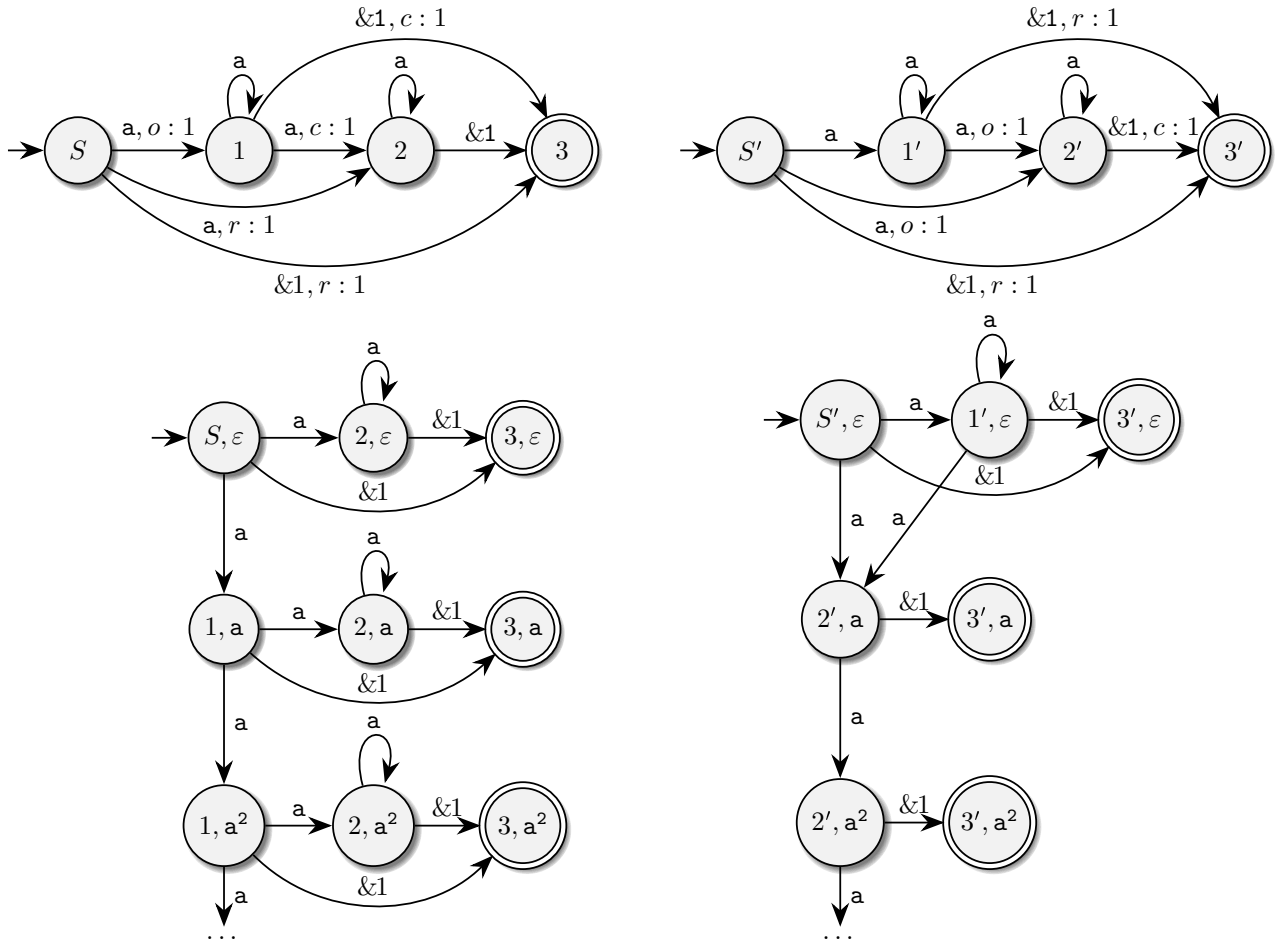 &1, c : 1
a
a
S
a, o : 1
1
a, c : 1
2
&1
3
a, r : 1
&1, r : 1
&1, r : 1
a
a
S′
a
1′
a, o : 1
2′
&1, c : 1
3′
a, o : 1
&1, r : 1
a
S, ε
a
2, ε
&1
3, ε
&1
a
a
1, a
a
2, a
&1
3, a
&1
a
a
1, a²
a
2, a²
&1
3, a²
&1
a
...
a
S′, ε
a
1′, ε
&1
3′, ε
&1
a
a
2′, a
&1
3′, a
a
2′, a²
&1
3′, a²
a
...